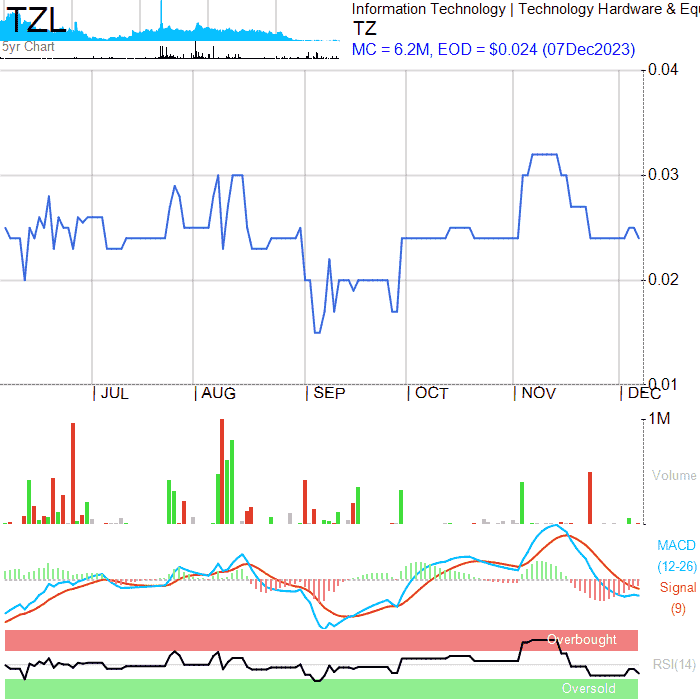 TZL
5yr Chart
Information Technology | Technology Hardware & Equ
TZ
MC = 6.2M, EOD = $0.024 (07Dec2023)
0.04
0.03
0.02
0.01
JUL
AUG
SEP
OCT
NOV
DEC
1M
Volume
MACD
(12-26)
Signal
(9)
Overbought
RSI(14)
Oversold